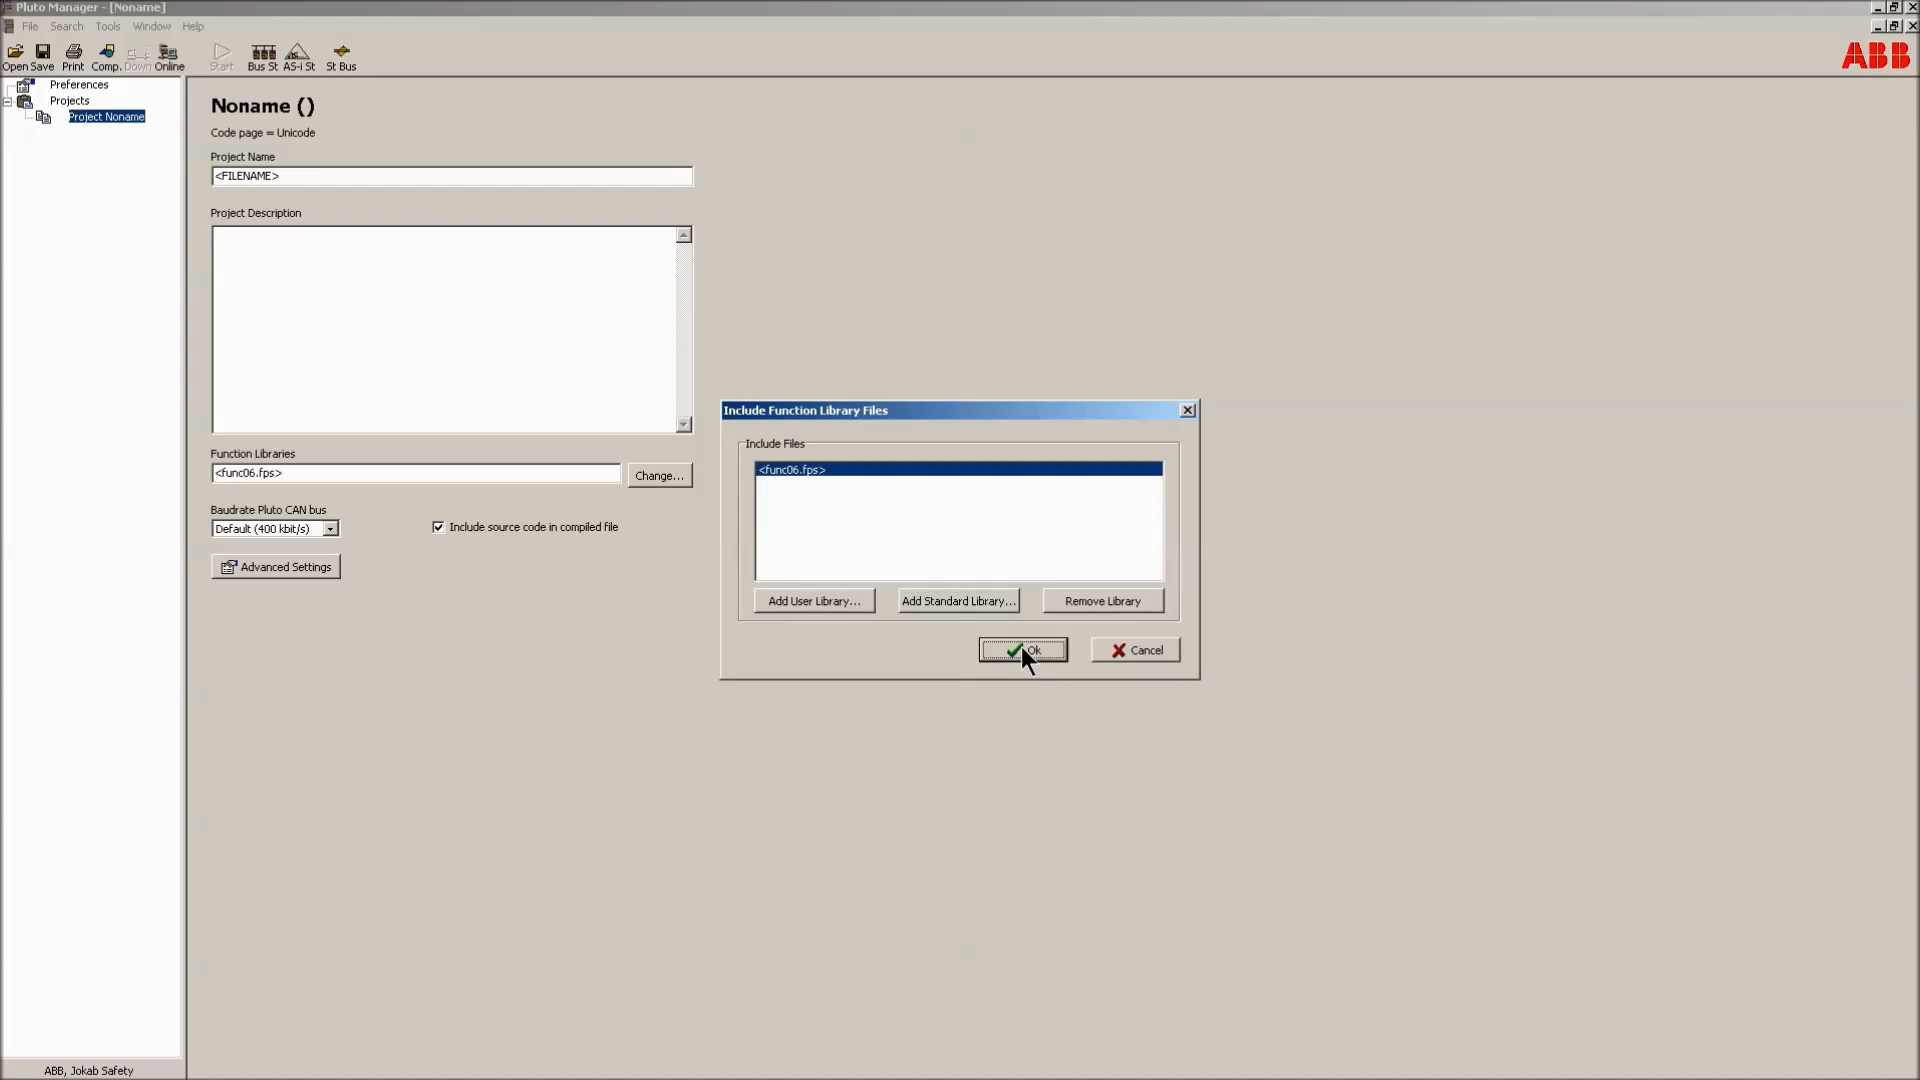 Pluto Manager - [Noname]
File Search Tools Window Help
Open Save Print Comp. Down Online Start Bus St AS-i St St Bus
ABB
Preferences
Projects
Project Noname
Noname ()
Code page = Unicode
Project Name
<FILENAME>
Project Description
Function Libraries
<func06.fps>
Change...
Baudrate Pluto CAN bus
Default (400 kbit/s)
Include source code in compiled file
Advanced Settings
Include Function Library Files
Include Files
<func06.fps>
Add User Library... Add Standard Library... Remove Library
Ok Cancel
ABB, Jokab Safety